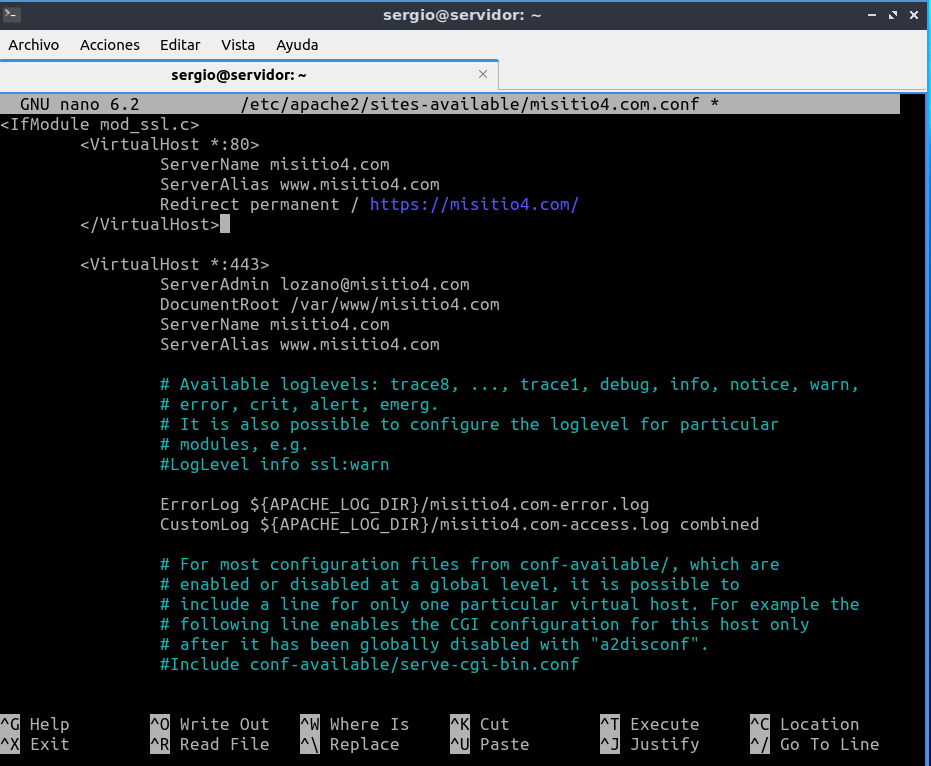 sergio@servidor: ~
Archivo Acciones Editar Vista Ayuda
sergio@servidor: ~
GNU nano 6.2 /etc/apache2/sites-available/misitio4.com.conf *
<IfModule mod_ssl.c>
<VirtualHost *:80>
ServerName misitio4.com
ServerAlias www.misitio4.com
Redirect permanent / https://misitio4.com/
</VirtualHost>
<VirtualHost *:443>
ServerAdmin lozano@misitio4.com
DocumentRoot /var/www/misitio4.com
ServerName misitio4.com
ServerAlias www.misitio4.com
# Available loglevels: trace8, ..., trace1, debug, info, notice, warn,
# error, crit, alert, emerg.
# It is also possible to configure the loglevel for particular
# modules, e.g.
#LogLevel info ssl:warn
ErrorLog ${APACHE_LOG_DIR}/misitio4.com-error.log
CustomLog ${APACHE_LOG_DIR}/misitio4.com-access.log combined
# For most configuration files from conf-available/, which are
# enabled or disabled at a global level, it is possible to
# include a line for only one particular virtual host. For example the
# following line enables the CGI configuration for this host only
# after it has been globally disabled with "a2disconf".
#Include conf-available/serve-cgi-bin.conf
^G Help ^O Write Out ^W Where Is ^K Cut ^T Execute ^C Location
^X Exit ^R Read File ^\ Replace ^U Paste ^J Justify ^/ Go To Line